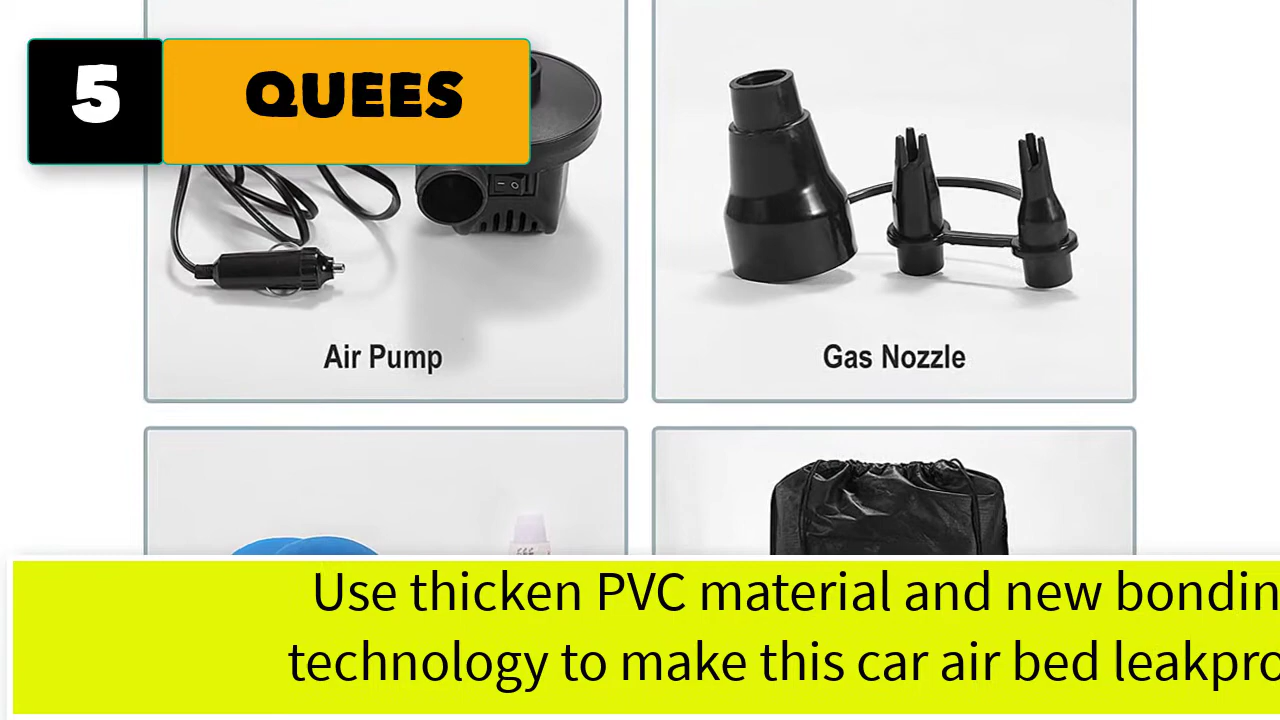 5 QUEES
Air Pump
Gas Nozzle
Use thicken PVC material and new bondin
technology to make this car air bed leakpro